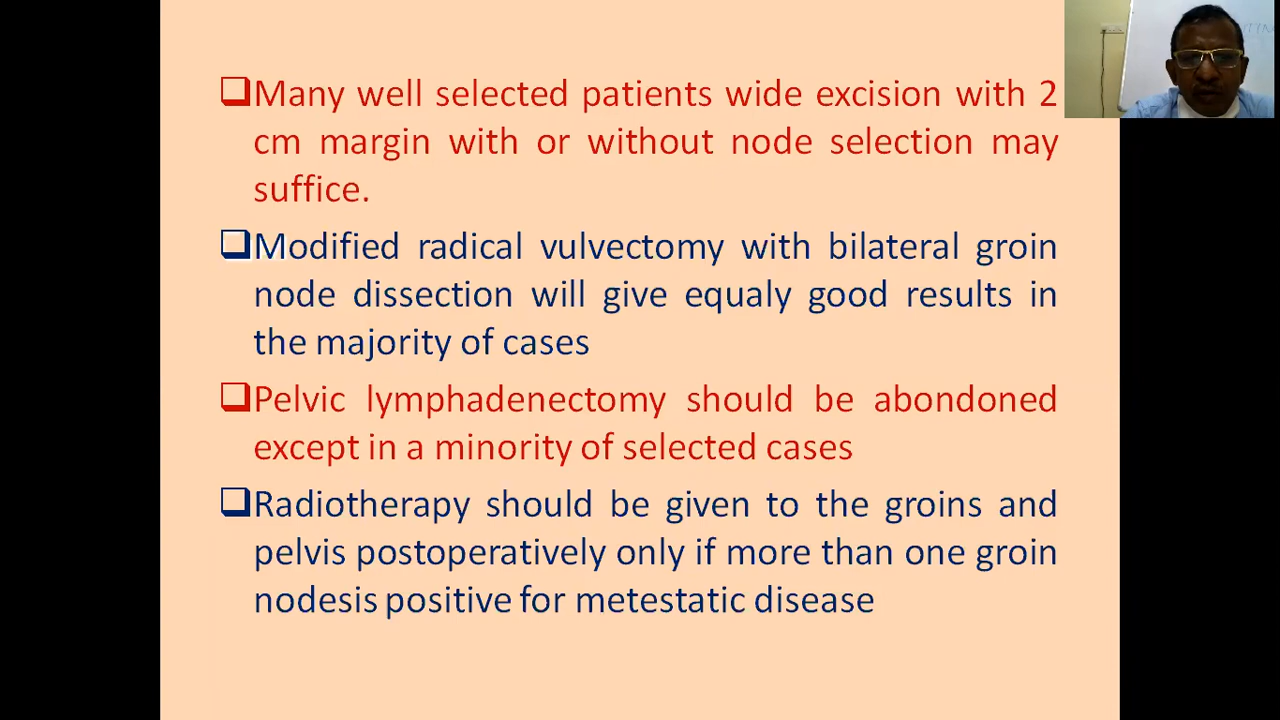 Many well selected patients wide excision with 2
cm margin with or without node selection may
suffice.
Modified radical vulvectomy with bilateral groin
node dissection will give equaly good results in
the majority of cases
Pelvic lymphadenectomy should be abondoned
except in a minority of selected cases
Radiotherapy should be given to the groins and
pelvis postoperatively only if more than one groin
nodesis positive for metestatic disease